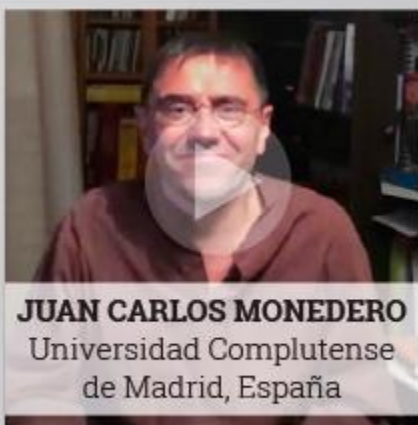 JUAN CARLOS MONEDERO
Universidad Complutense
de Madrid, España